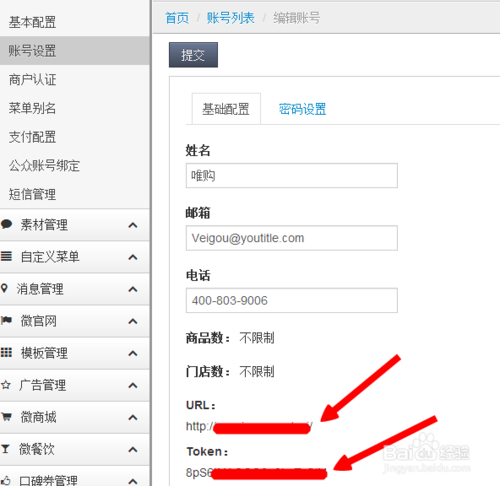 基本配置
账号设置
商户认证
菜单别名
支付配置
公众账号绑定
短信管理
素材管理
自定义菜单
消息管理
微官网
模板管理
广告管理
微商城
微餐饮
口碑券管理
首页 / 账号列表 / 编辑账号
提交
基础配置 密码设置
姓名
唯购
邮箱
Veigou@youtitle.com
电话
400-803-9006
商品数： 不限制
门店数： 不限制
URL：
http:
Token：
8pS6
Baidu经验
jingyan.baidu.com